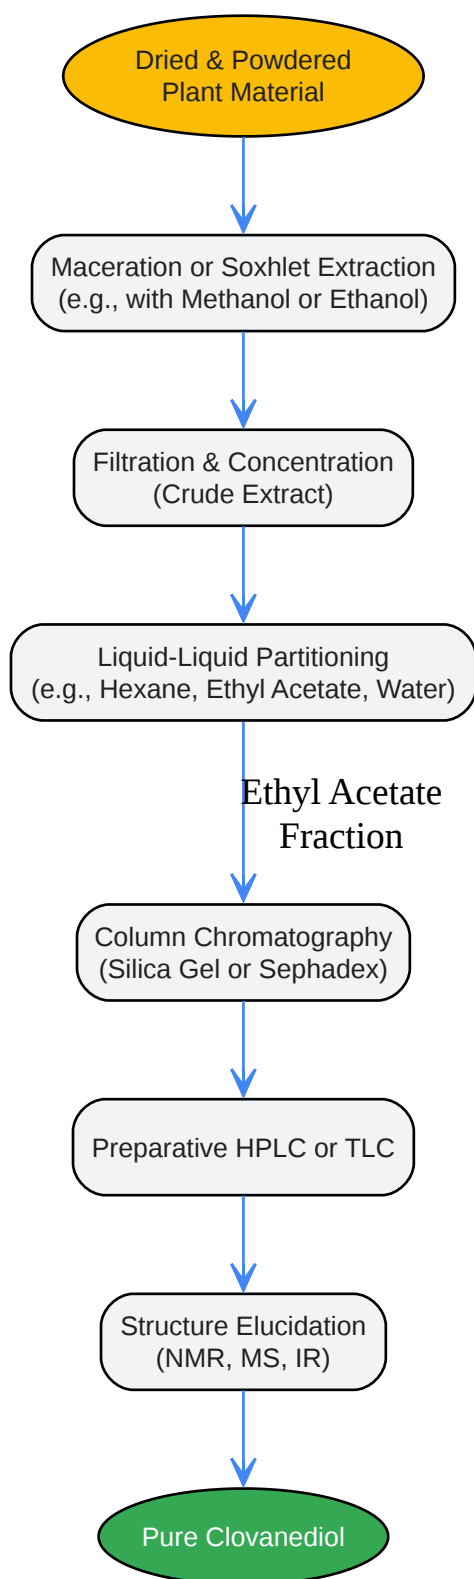 Dried & Powdered
Plant Material
Maceration or Soxhlet Extraction
(e.g., with Methanol or Ethanol)
Filtration & Concentration
(Crude Extract)
Liquid-Liquid Partitioning
(e.g., Hexane, Ethyl Acetate, Water)
Ethyl Acetate
Fraction
Column Chromatography
(Silica Gel or Sephadex)
Preparative HPLC or TLC
Structure Elucidation
(NMR, MS, IR)
Pure Clovanediol